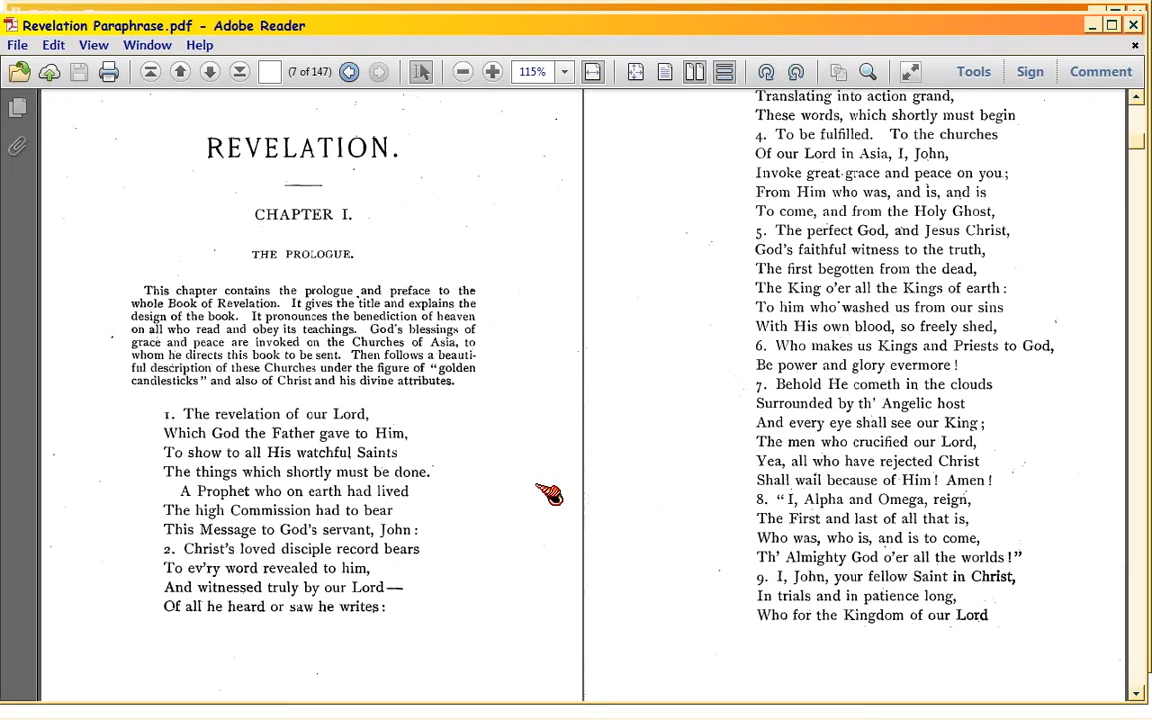 Revelation Paraphrase.pdf - Adobe Reader
File Edit View Window Help
(7 of 147) 115% Tools Sign Comment
REVELATION.
CHAPTER I.
THE PROLOGUE.
This chapter contains the prologue and preface to the
whole Book of Revelation. It gives the title and explains the
design of the book. It pronounces the benediction of heaven
on all who read and obey its teachings. God's blessings of
grace and peace are invoked on the Churches of Asia, to
whom he directs this book to be sent. Then follows a beauti-
ful description of these Churches under the figure of "golden
candlesticks" and also of Christ and his divine attributes.
1. The revelation of our Lord,
Which God the Father gave to Him,
To show to all His watchful Saints
The things which shortly must be done.
A Prophet who on earth had lived
The high Commission had to bear
This Message to God's servant, John:
2. Christ's loved disciple record bears
To ev'ry word revealed to him,
And witnessed truly by our Lord—
Of all he heard or saw he writes:
Translating into action grand,
These words, which shortly must begin
4. To be fulfilled. To the churches
Of our Lord in Asia, I, John,
Invoke great grace and peace on you;
From Him who was, and is, and is
To come, and from the Holy Ghost,
5. The perfect God, and Jesus Christ,
God's faithful witness to the truth,
The first begotten from the dead,
The King o'er all the Kings of earth:
To him who washed us from our sins
With His own blood, so freely shed,
6. Who makes us Kings and Priests to God,
Be power and glory evermore!
7. Behold He cometh in the clouds
Surrounded by th' Angelic host
And every eye shall see our King;
The men who crucified our Lord,
Yea, all who have rejected Christ
Shall wail because of Him! Amen!
8. "I, Alpha and Omega, reign,
The First and last of all that is,
Who was, who is, and is to come,
Th' Almighty God o'er all the worlds!"
9. I, John, your fellow Saint in Christ,
In trials and in patience long,
Who for the Kingdom of our Lord